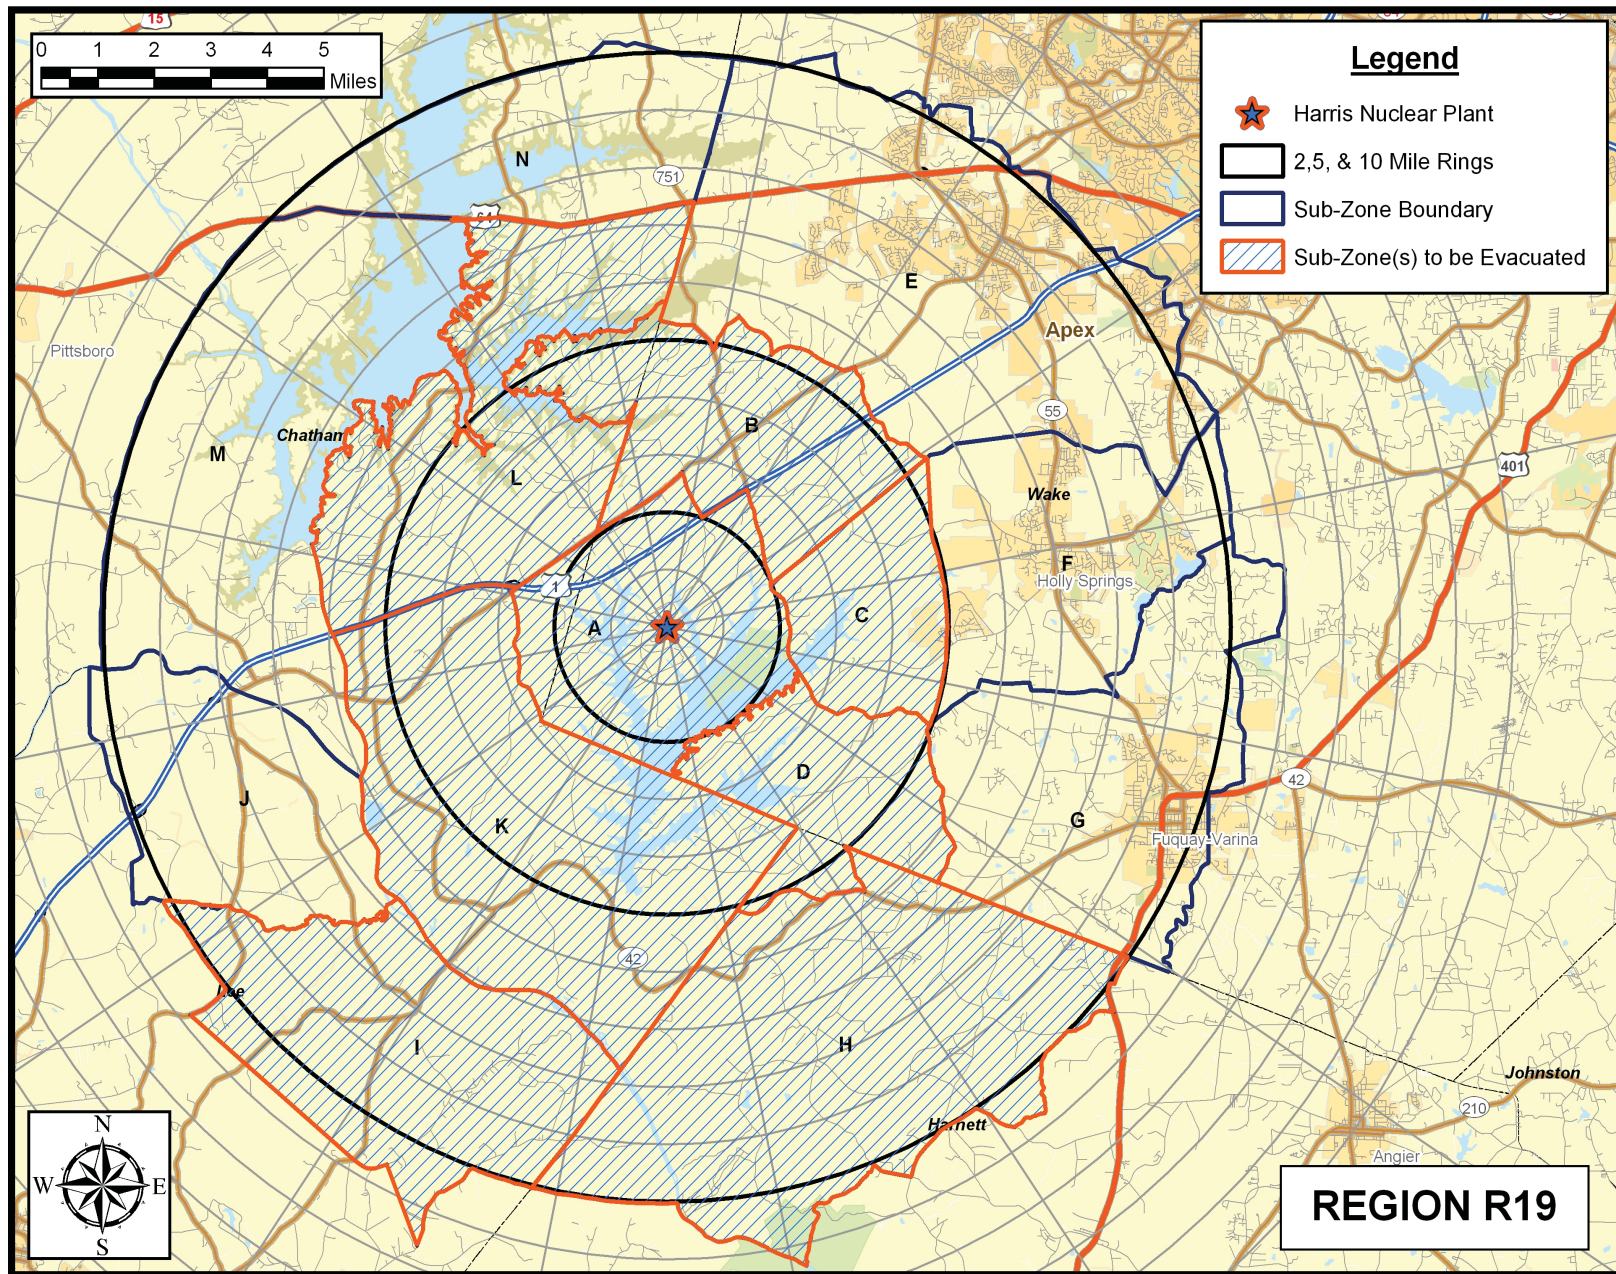 15
0 1 2 3 4 5
Miles
Legend
Harris Nuclear Plant
2,5, & 10 Mile Rings
Sub-Zone Boundary
Sub-Zone(s) to be Evacuated
N
751
64
E
Apex
Pittsboro
55
B
Chatham
M
L
401
Wake
F
Holly Springs
1
A
C
D
42
J
K
G
Fuquay-Varina
42
Lee
I
H
Johnston
210
Harnett
Angier
N
W E
S
REGION R19